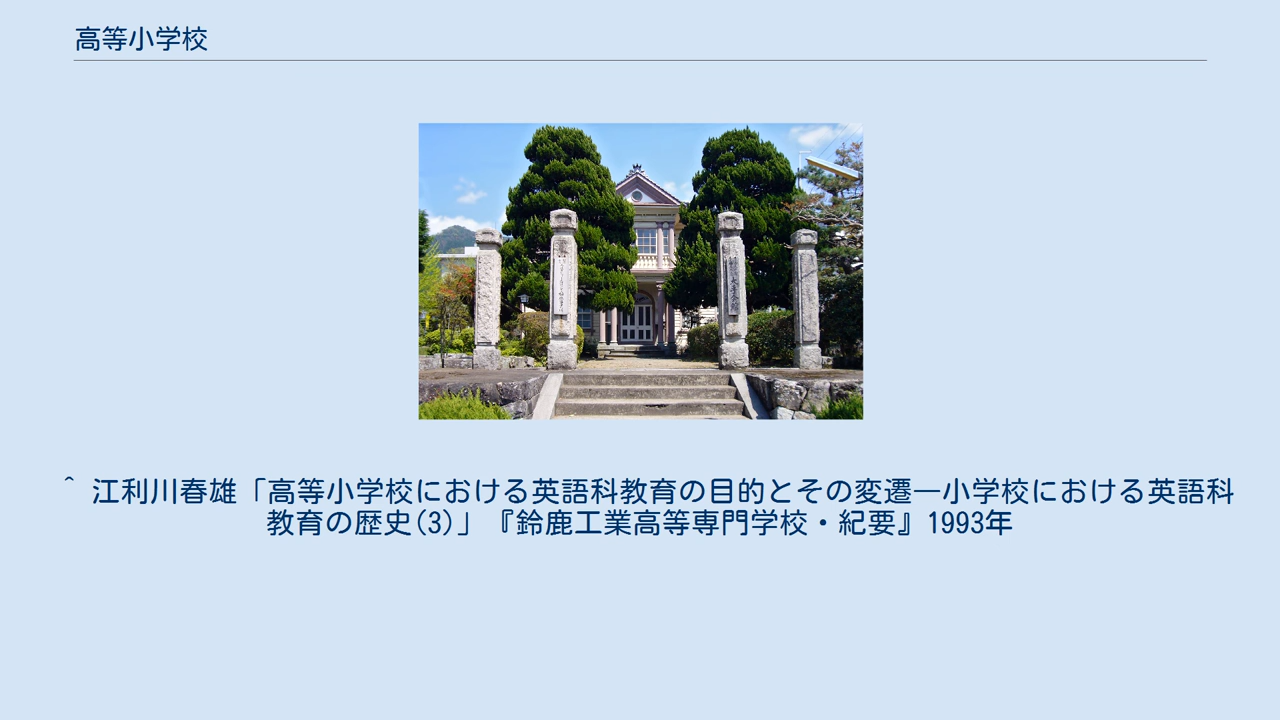 高等小学校
^ 江利川春雄「高等小学校における英語科教育の目的とその変遷―小学校における英語科
教育の歴史(3)」『鈴鹿工業高等専門学校・紀要』1993年